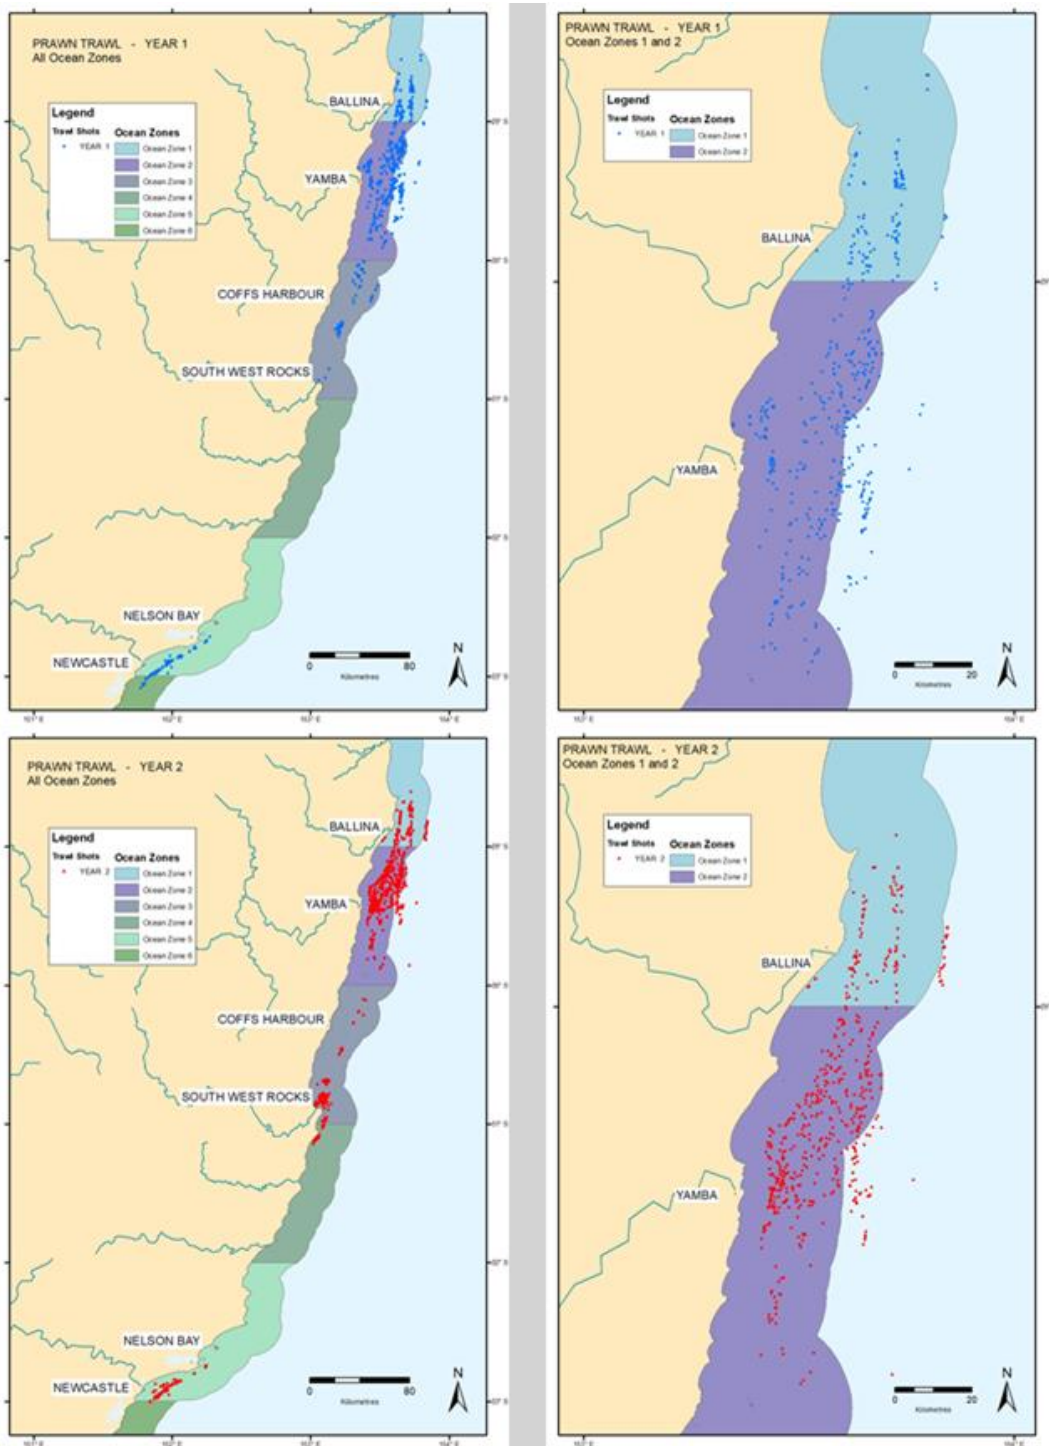 PRAWN TRAWL - YEAR 1
All Ocean Zones
BALLINA
Legend
Trawl Shots Ocean Zones
YEAR 1 Ocean Zone 1
Ocean Zone 2
Ocean Zone 3
Ocean Zone 4
Ocean Zone 5
Ocean Zone 6
YAMBA
COFFS HARBOUR
SOUTH WEST ROCKS
NELSON BAY
NEWCASTLE
N
0 80
Kilometres
PRAWN TRAWL - YEAR 1
Ocean Zones 1 and 2
Legend
Trawl Shots Ocean Zones
YEAR 1 Ocean Zone 1
Ocean Zone 2
BALLINA
YAMBA
N
0 20
Kilometres
PRAWN TRAWL - YEAR 2
All Ocean Zones
BALLINA
Legend
Trawl Shots Ocean Zones
YEAR 2 Ocean Zone 1
Ocean Zone 2
Ocean Zone 3
Ocean Zone 4
Ocean Zone 5
Ocean Zone 6
YAMBA
COFFS HARBOUR
SOUTH WEST ROCKS
NELSON BAY
NEWCASTLE
N
0 80
Kilometres
PRAWN TRAWL - YEAR 2
Ocean Zones 1 and 2
Legend
Trawl Shots Ocean Zones
YEAR 2 Ocean Zone 1
Ocean Zone 2
BALLINA
YAMBA
N
0 20
Kilometres